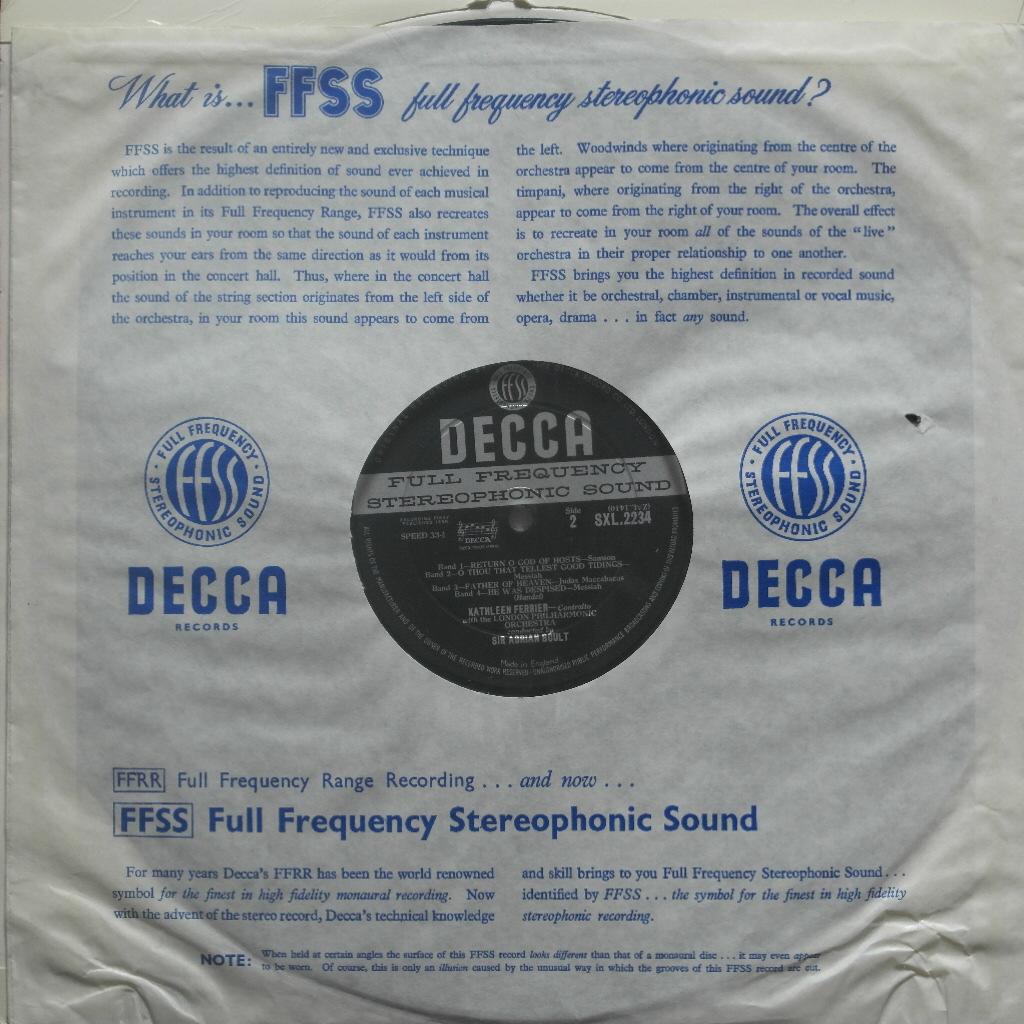 What is... FFSS full frequency stereophonic sound?
FFSS is the result of an entirely new and exclusive technique
which offers the highest definition of sound ever achieved in
recording. In addition to reproducing the sound of each musical
instrument in its Full Frequency Range, FFSS also recreates
these sounds in your room so that the sound of each instrument
reaches your ears from the same direction as it would from its
position in the concert hall. Thus, where in the concert hall
the sound of the string section originates from the left side of
the orchestra, in your room this sound appears to come from
the left. Woodwinds where originating from the centre of the
orchestra appear to come from the centre of your room. The
timpani, where originating from the right of the orchestra,
appear to come from the right of your room. The overall effect
is to recreate in your room all of the sounds of the "live"
orchestra in their proper relationship to one another.
FFSS brings you the highest definition in recorded sound
whether it be orchestral, chamber, instrumental or vocal music,
opera, drama . . . in fact any sound.
FULL FREQUENCY
FFSS
STEREOPHONIC SOUND
DECCA
RECORDS
FFSS
DECCA
FULL FREQUENCY
STEREOPHONIC SOUND
RECORDING FIRST
PUBLISHED
SPEED 33⅓
DECCA
Side
2
SXL.2234
Band 1—RETURN O GOD OF HOSTS—Samson
Band 2—O THOU THAT TELLEST GOOD TIDINGS—
Messiah
Band 3—FATHER OF HEAVEN—Judas Maccabaeus
Band 4—HE WAS DESPISED—Messiah
(Handel)
KATHLEEN FERRIER—Contralto
with the LONDON PHILHARMONIC
ORCHESTRA
conducted by
SIR ADRIAN BOULT
Made in England
OF THE RECORDED WORK RESERVED · UNAUTHORISED PUBLIC PERFORMANCE BROADCASTING AND COPYING
FULL FREQUENCY
FFSS
STEREOPHONIC SOUND
DECCA
RECORDS
FFRR Full Frequency Range Recording . . . and now . . .
FFSS Full Frequency Stereophonic Sound
For many years Decca's FFRR has been the world renowned
symbol for the finest in high fidelity monaural recording. Now
with the advent of the stereo record, Decca's technical knowledge
and skill brings to you Full Frequency Stereophonic Sound . . .
identified by FFSS . . . the symbol for the finest in high fidelity
stereophonic recording.
NOTE: When held at certain angles the surface of this FFSS record looks different than that of a monaural disc . . . it may even appear
to be worn. Of course, this is only an illusion caused by the unusual way in which the grooves of this FFSS record are cut.